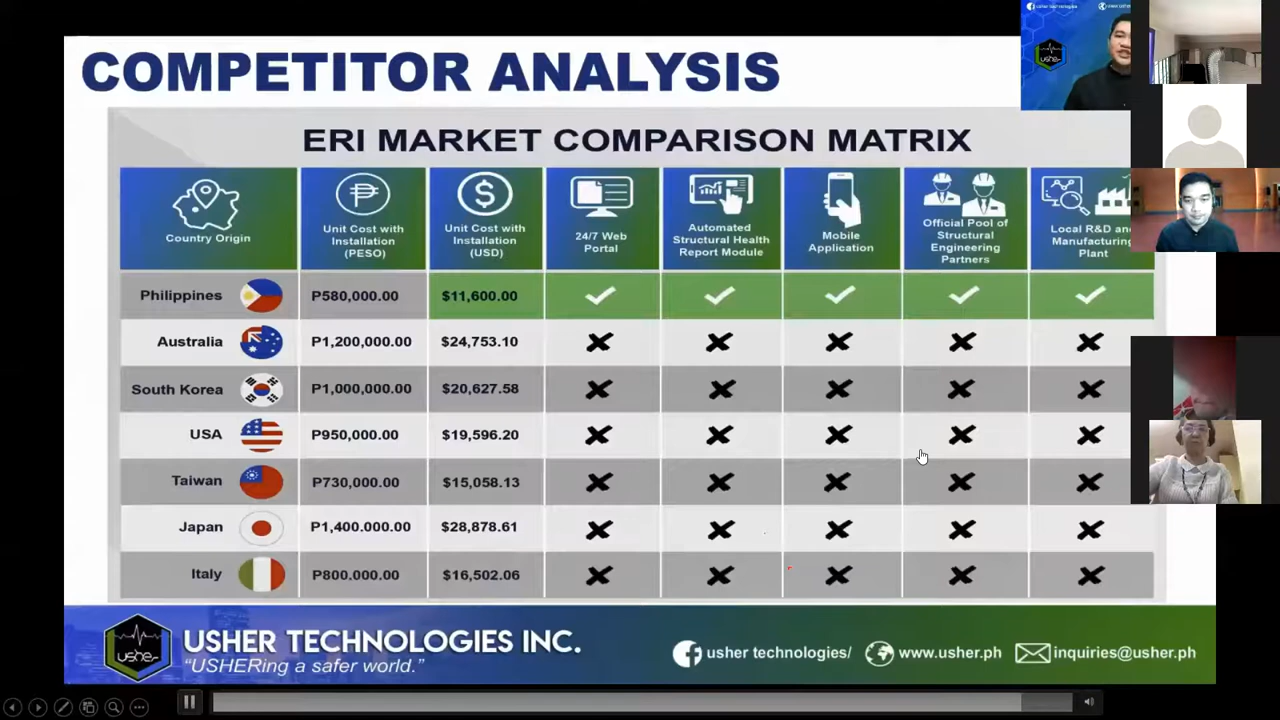 COMPETITOR ANALYSIS
ERI MARKET COMPARISON MATRIX
Country Origin
Unit Cost with
Installation
(PESO)
Unit Cost with
Installation
(USD)
24/7 Web
Portal
Automated
Structural Health
Report Module
Mobile
Application
Official Pool of
Structural
Engineering
Partners
Local R&D and
Manufacturing
Plant
Philippines P580,000.00 $11,600.00
Australia P1,200,000.00 $24,753.10
South Korea P1,000,000.00 $20,627.58
USA P950,000.00 $19,596.20
Taiwan P730,000.00 $15,058.13
Japan P1,400.000.00 $28,878.61
Italy P800.000.00 $16,502.06
usher
USHER TECHNOLOGIES INC.
"USHERing a safer world."
usher technologies/
www.usher.ph
inquiries@usher.ph
usher technologies
usher